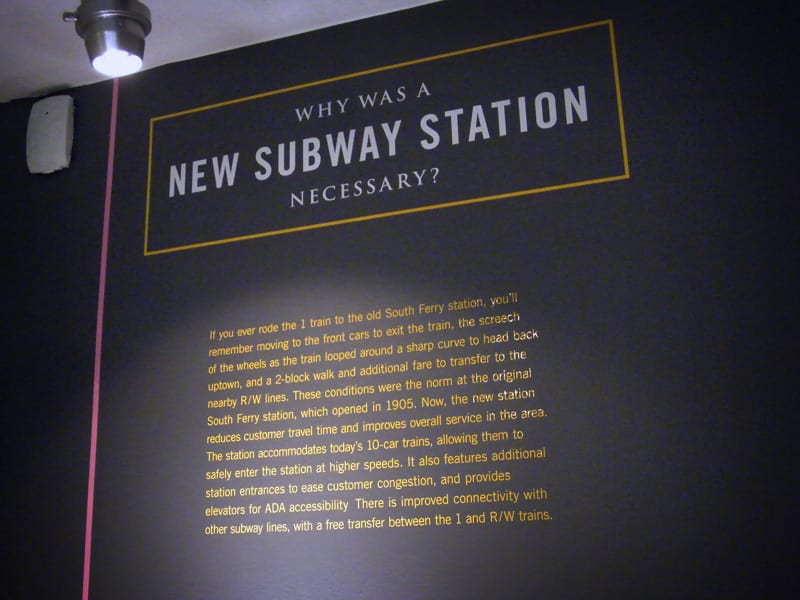 WHY WAS A
NEW SUBWAY STATION
NECESSARY?
If you ever rode the 1 train to the old South Ferry station, you'll
remember moving to the front cars to exit the train, the screech
of the wheels as the train looped around a sharp curve to head back
uptown, and a 2-block walk and additional fare to transfer to the
nearby R/W lines. These conditions were the norm at the original
South Ferry station, which opened in 1905. Now, the new station
reduces customer travel time and improves overall service in the area.
The station accommodates today's 10-car trains, allowing them to
safely enter the station at higher speeds. It also features additional
station entrances to ease customer congestion, and provides
elevators for ADA accessibility There is improved connectivity with
other subway lines, with a free transfer between the 1 and R/W trains.